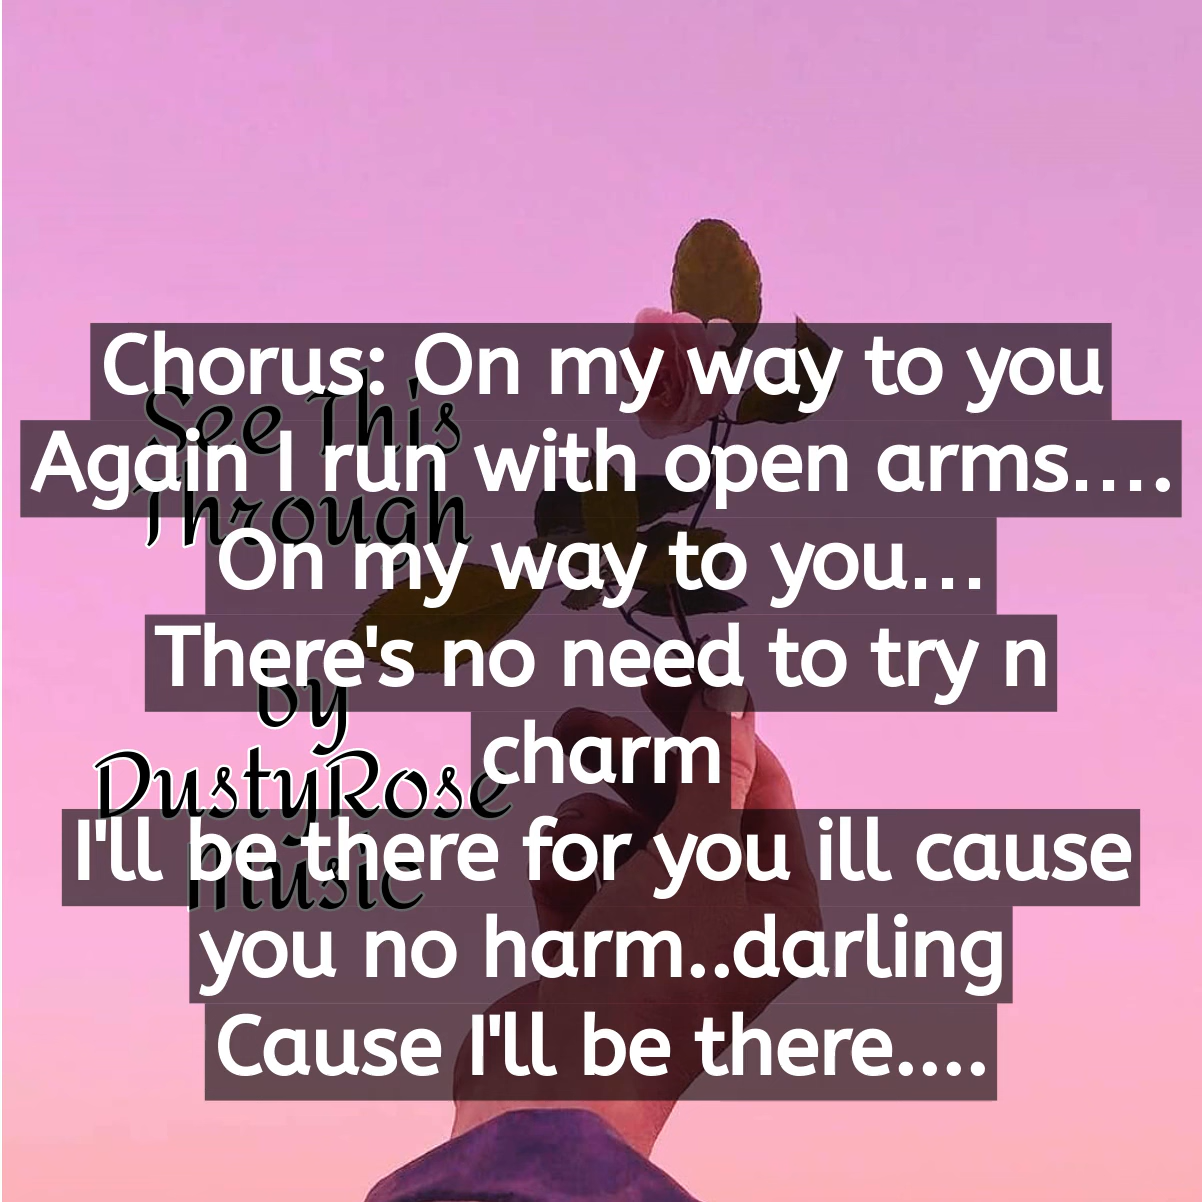 Chorus: On my way to you
Again I run with open arms....
On my way to you...
There's no need to try n
charm
I'll be there for you ill cause
you no harm..darling
Cause I'll be there....
See This
Through
by
DustyRose
Music